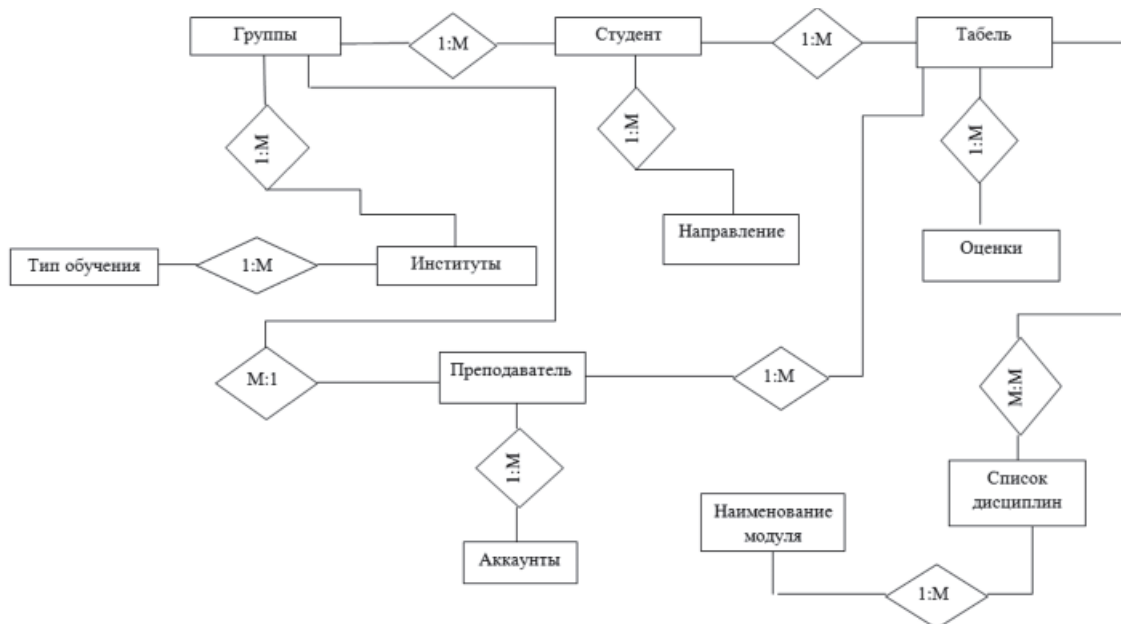 Группы
1:М
Студент
1:М
Табель
1:М
1:М
1:М
Направление
Оценки
Тип обучения
1:М
Институты
М:1
Преподаватель
1:М
М:М
1:М
Список
дисциплин
Наименование
модуля
Аккаунты
1:М